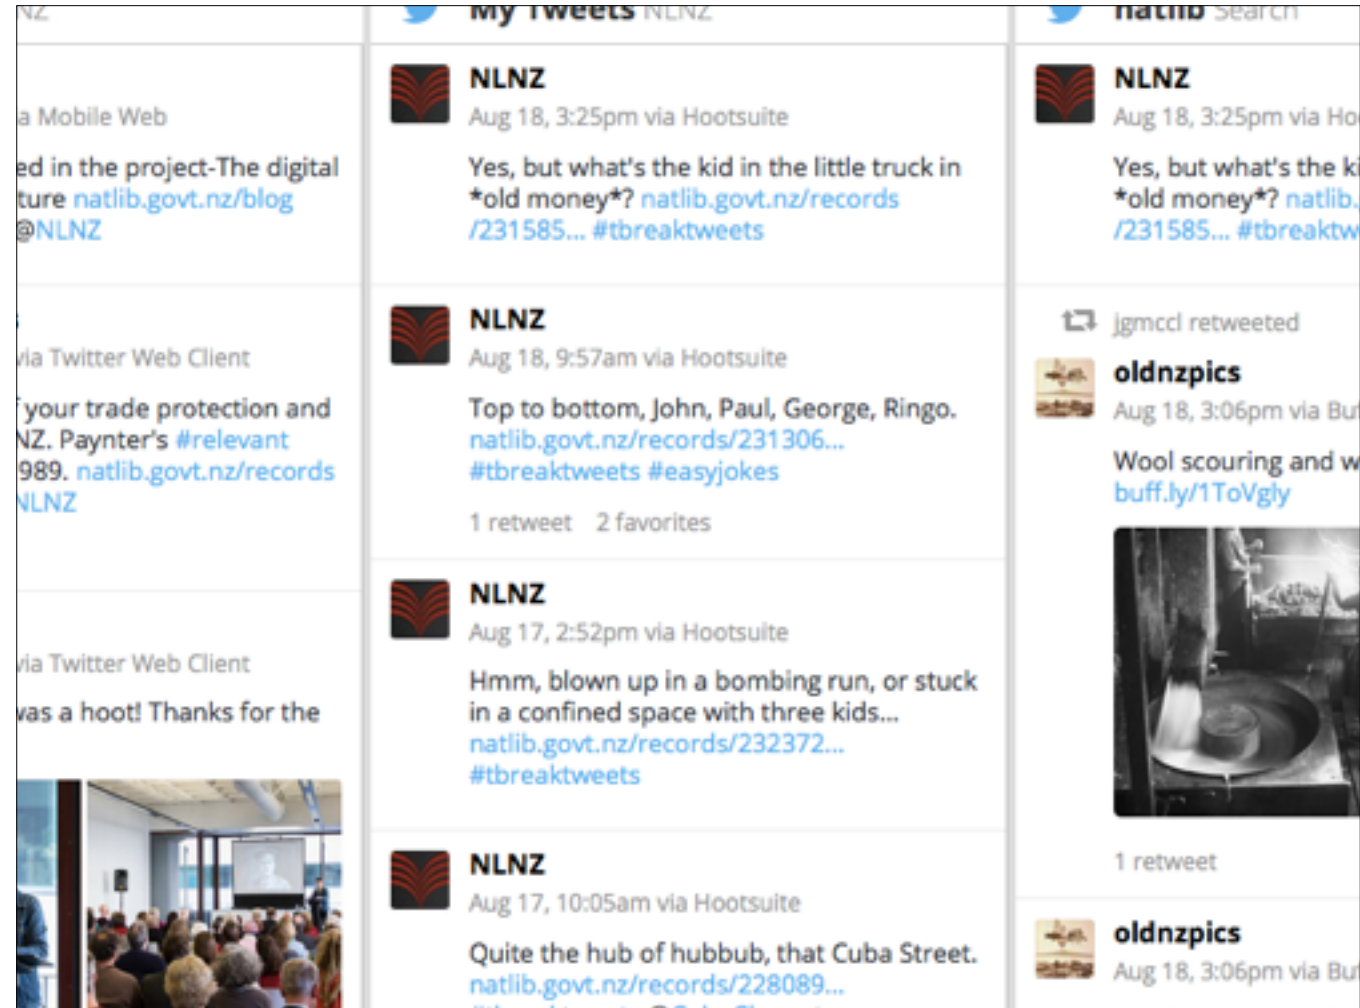 NZ
a Mobile Web
ed in the project-The digital
ture natlib.govt.nz/blog
@NLNZ
via Twitter Web Client
your trade protection and
NZ. Paynter's #relevant
989. natlib.govt.nz/records
NLNZ
via Twitter Web Client
was a hoot! Thanks for the
My Tweets NLNZ
NLNZ
Aug 18, 3:25pm via Hootsuite
Yes, but what's the kid in the little truck in
*old money*? natlib.govt.nz/records
/231585... #tbreaktweets
NLNZ
Aug 18, 9:57am via Hootsuite
Top to bottom, John, Paul, George, Ringo.
natlib.govt.nz/records/231306...
#tbreaktweets #easyjokes
1 retweet 2 favorites
NLNZ
Aug 17, 2:52pm via Hootsuite
Hmm, blown up in a bombing run, or stuck
in a confined space with three kids...
natlib.govt.nz/records/232372...
#tbreaktweets
NLNZ
Aug 17, 10:05am via Hootsuite
Quite the hub of hubbub, that Cuba Street.
natlib.govt.nz/records/228089...
natlib Search
NLNZ
Aug 18, 3:25pm via Hoo
Yes, but what's the ki
*old money*? natlib.
/231585... #tbreaktw
jgmccl retweeted
oldnzpics
Aug 18, 3:06pm via Buf
Wool scouring and w
buff.ly/1ToVgly
1 retweet
oldnzpics
Aug 18, 3:06pm via Buf